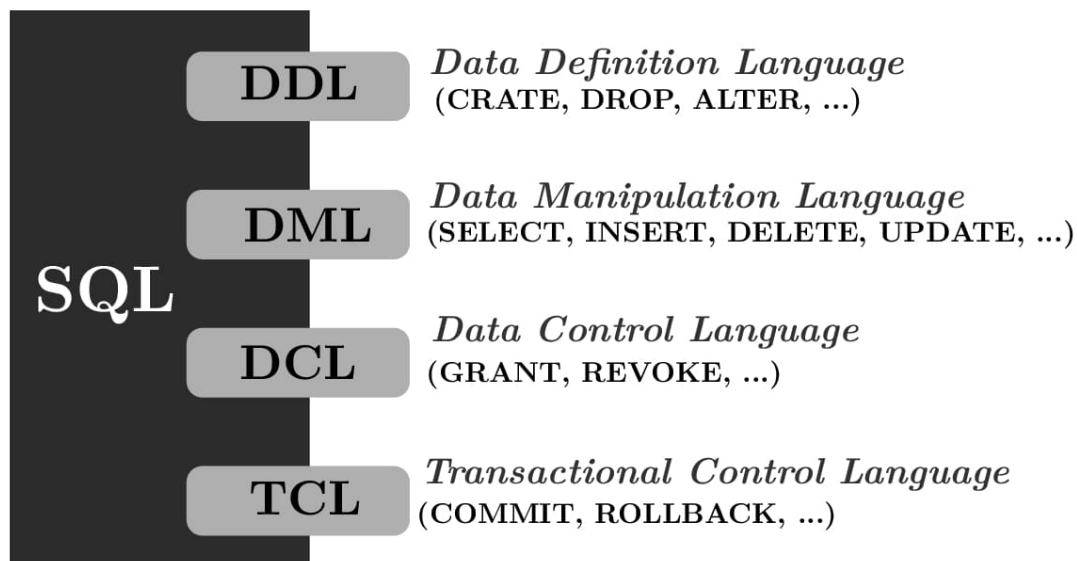 SQL
DDL
Data Definition Language
(CRATE, DROP, ALTER, ...)
DML
Data Manipulation Language
(SELECT, INSERT, DELETE, UPDATE, ...)
DCL
Data Control Language
(GRANT, REVOKE, ...)
TCL
Transactional Control Language
(COMMIT, ROLLBACK, ...)